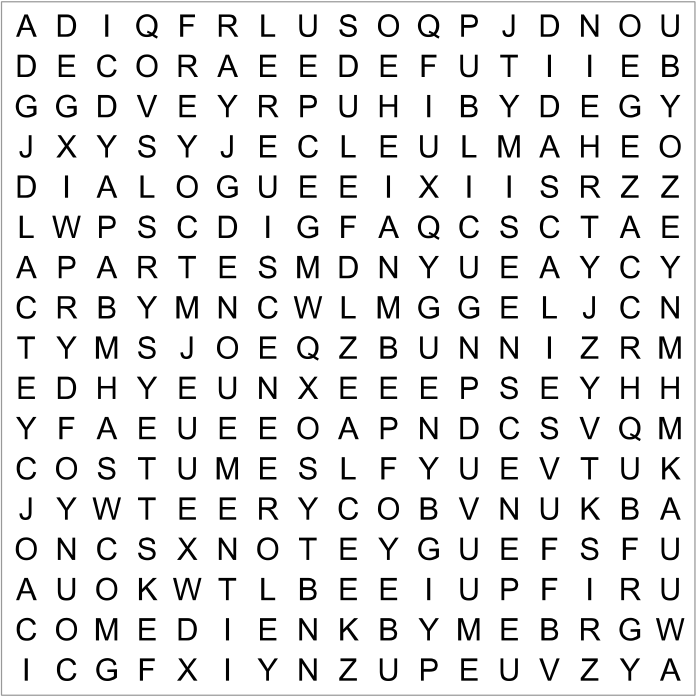 A D I Q F R L U S O Q P J D N O U
D E C O R A E E D E F U T I I E B
G G D V E Y R P U H I B Y D E G Y
J X Y S Y J E C L E U L M A H E O
D I A L O G U E E I X I I S R Z Z
L W P S C D I G F A Q C S C T A E
A P A R T E S M D N Y U E A Y C Y
C R B Y M N C W L M G G E L J C N
T Y M S J O E Q Z B U N N I Z R M
E D H Y E U N X E E E P S E Y H H
Y F A E U E E O A P N D C S V Q M
C O S T U M E S L F Y U E V T U K
J Y W T E E R Y C O B V N U K B A
O N C S X N O T E Y G U E F S F U
A U O K W T L B E E I U P F I R U
C O M E D I E N K B Y M E B R G W
I C G F X I Y N Z U P E U V Z Y A